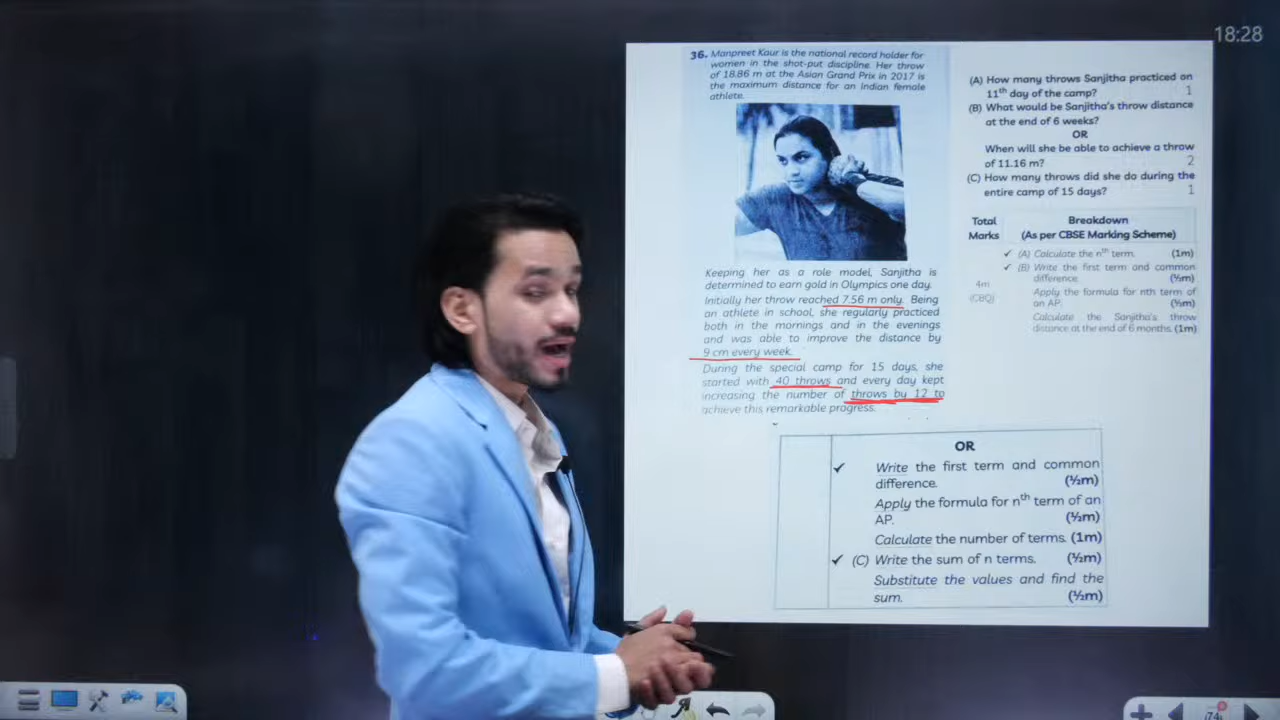 18:28
36. Manpreet Kaur is the national record holder for
women in the shot-put discipline. Her throw
of 18.86 m at the Asian Grand Prix in 2017 is
the maximum distance for an Indian female
athlete.
Keeping her as a role model, Sanjitha is
determined to earn gold in Olympics one day.
Initially her throw reached 7.56 m only. Being
an athlete in school, she regularly practiced
both in the mornings and in the evenings
and was able to improve the distance by
9 cm every week.
During the special camp for 15 days, she
started with 40 throws and every day kept
increasing the number of throws by 12 to
achieve this remarkable progress.
(A) How many throws Sanjitha practiced on
11th day of the camp? 1
(B) What would be Sanjitha's throw distance
at the end of 6 weeks?
OR
When will she be able to achieve a throw
of 11.16 m? 2
(C) How many throws did she do during the
entire camp of 15 days? 1
Total
Marks
Breakdown
(As per CBSE Marking Scheme)
4m
(CBQ)
✓ (A) Calculate the nth term. (1m)
✓ (B) Write the first term and common
difference. (½m)
Apply the formula for nth term of
an AP. (½m)
Calculate the Sanjitha's throw
distance at the end of 6 months. (1m)
OR
✓ Write the first term and common
difference. (½m)
Apply the formula for nth term of an
AP. (½m)
Calculate the number of terms. (1m)
✓ (C) Write the sum of n terms. (½m)
Substitute the values and find the
sum. (½m)